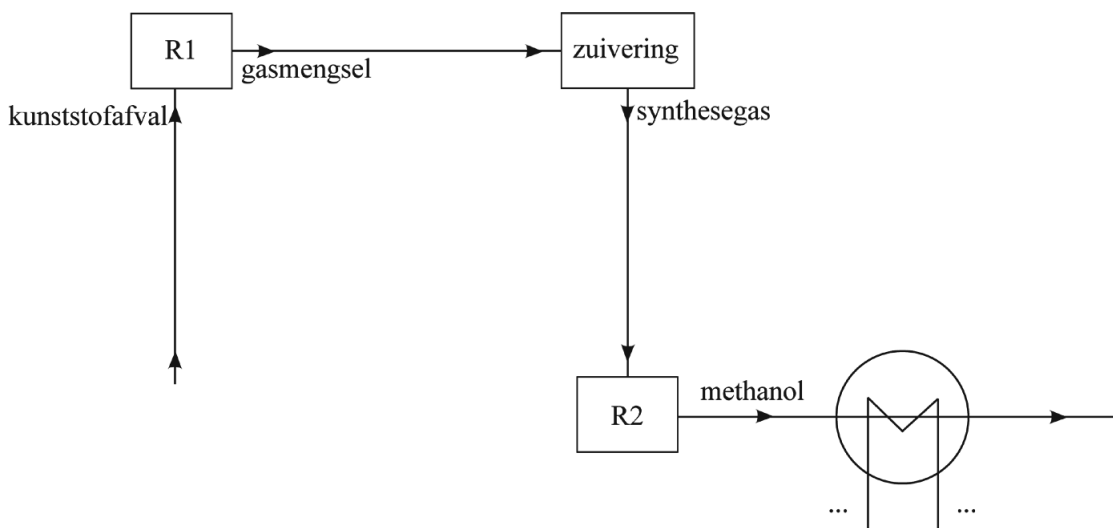 R1
zuivering
gasmengsel
kunststofafval
synthesegas
methanol
R2
...
...